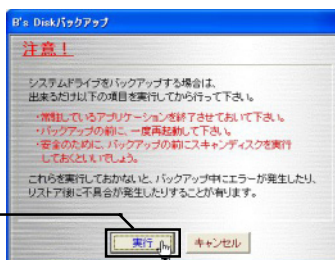 B's Diskバックアップ
注意！
システムドライブをバックアップする場合は、
出来るだけ以下の項目を実行してから行って下さい。
・常駐しているアプリケーションを終了させておいて下さい。
・バックアップの前に、一度再起動して下さい。
・安全のために、バックアップの前にスキャンディスクを実行
しておくといいでしょう。
これらを実行しておかないと、バックアップ中にエラーが発生したり、
リストア後に不具合が発生したりすることが有ります。
実行 キャンセル